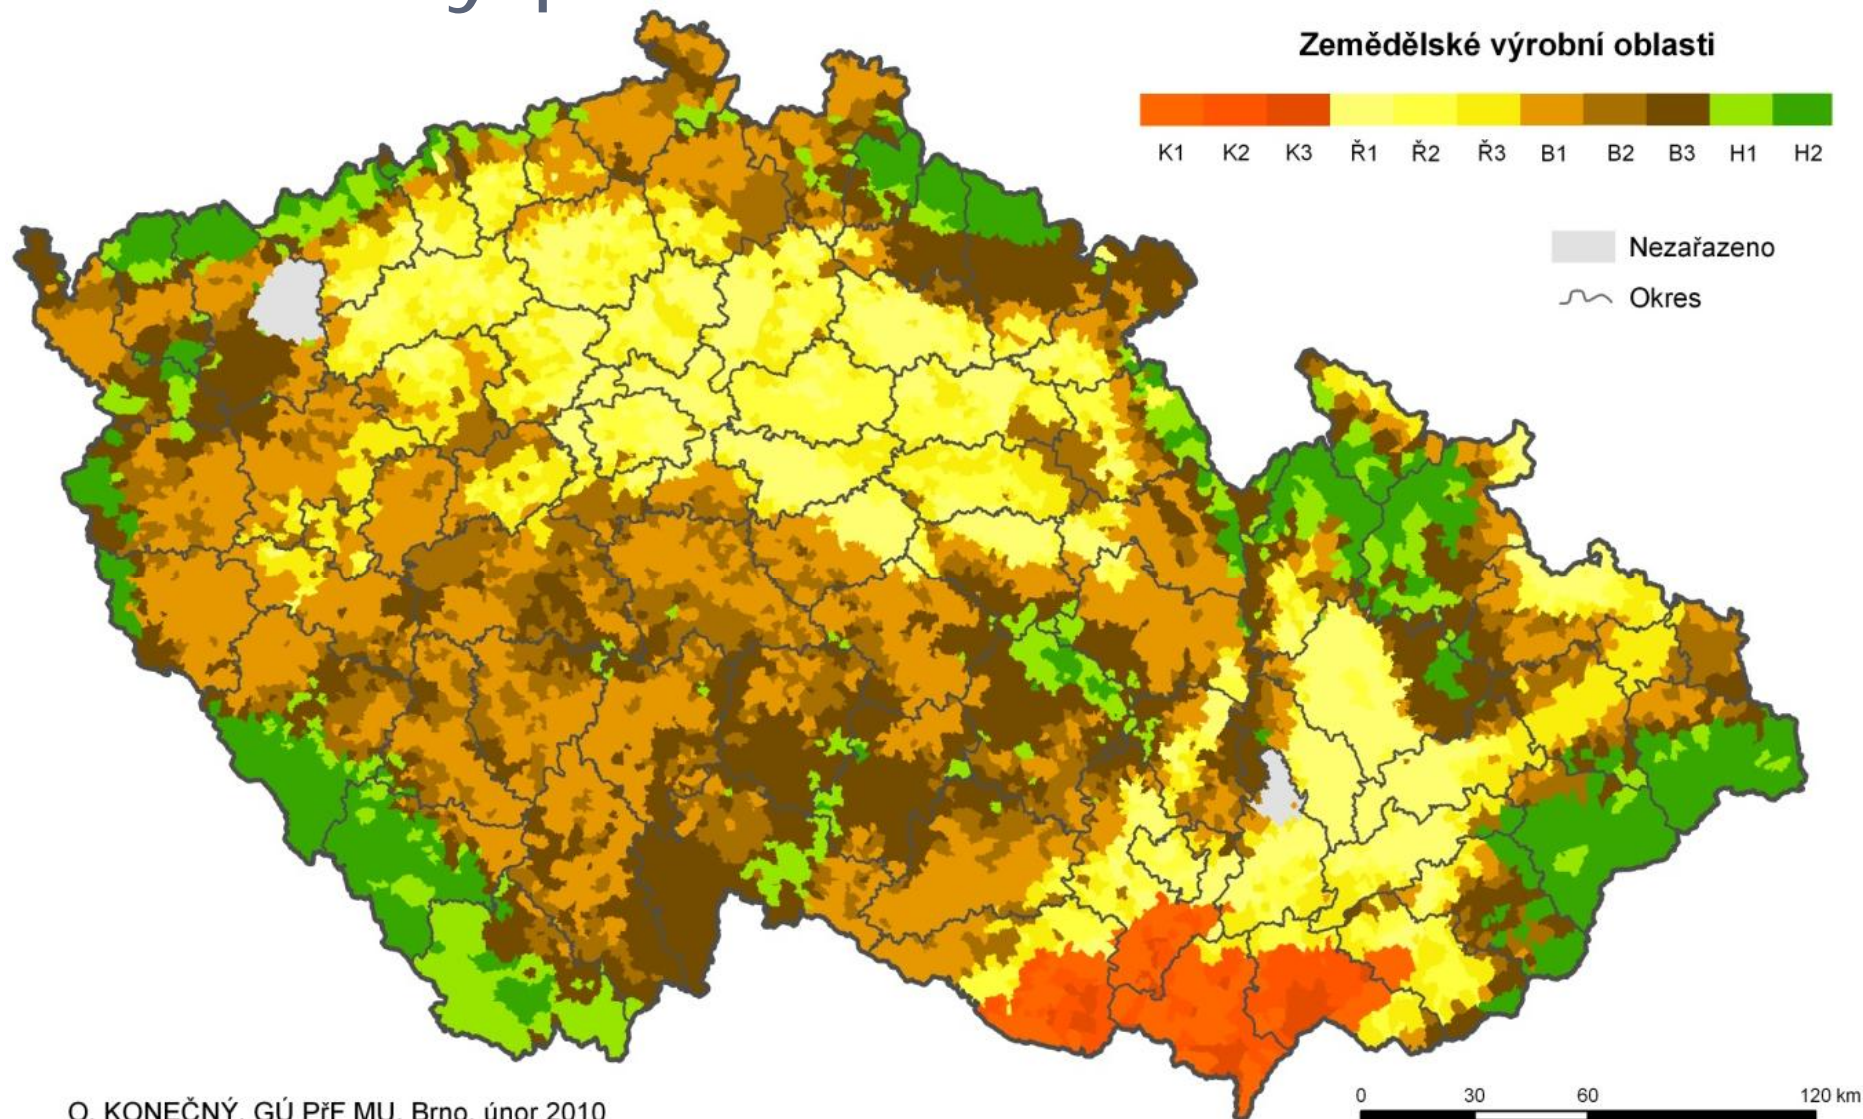 Zemědělské výrobní oblasti
K1 K2 K3 Ř1 Ř2 Ř3 B1 B2 B3 H1 H2
Nezařazeno
Okres
O. KONEČNÝ, GÚ PřF MU, Brno, únor 2010
0 30 60 120 km